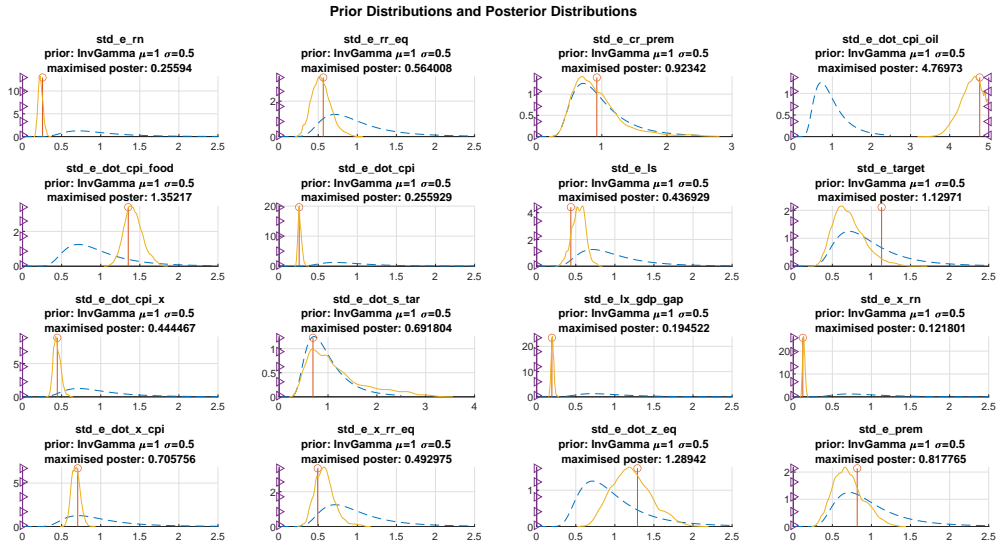 Prior Distributions and Posterior Distributions
std_e_rn
prior: InvGamma μ=1 σ=0.5
maximised poster: 0.25594
10
5
0
0 0.5 1 1.5 2 2.5
std_e_rr_eq
prior: InvGamma μ=1 σ=0.5
maximised poster: 0.564008
2
0
0 0.5 1 1.5 2 2.5
std_e_cr_prem
prior: InvGamma μ=1 σ=0.5
maximised poster: 0.92342
1
0.5
0
0 1 2 3
std_e_dot_cpi_oil
prior: InvGamma μ=1 σ=0.5
maximised poster: 4.76973
1
0.5
0
0 1 2 3 4 5
std_e_dot_cpi_food
prior: InvGamma μ=1 σ=0.5
maximised poster: 1.35217
2
0
0 0.5 1 1.5 2 2.5
std_e_dot_cpi
prior: InvGamma μ=1 σ=0.5
maximised poster: 0.255929
20
10
0
0 0.5 1 1.5 2 2.5
std_e_ls
prior: InvGamma μ=1 σ=0.5
maximised poster: 0.436929
4
2
0
0 0.5 1 1.5 2 2.5
std_e_target
prior: InvGamma μ=1 σ=0.5
maximised poster: 1.12971
2
1
0
0 0.5 1 1.5 2 2.5
std_e_dot_cpi_x
prior: InvGamma μ=1 σ=0.5
maximised poster: 0.444467
5
0
0 0.5 1 1.5 2 2.5
std_e_dot_s_tar
prior: InvGamma μ=1 σ=0.5
maximised poster: 0.691804
1
0.5
0
0 1 2 3 4
std_e_lx_gdp_gap
prior: InvGamma μ=1 σ=0.5
maximised poster: 0.194522
20
10
0
0 0.5 1 1.5 2 2.5
std_e_x_rn
prior: InvGamma μ=1 σ=0.5
maximised poster: 0.121801
20
10
0
0 0.5 1 1.5 2 2.5
std_e_dot_x_cpi
prior: InvGamma μ=1 σ=0.5
maximised poster: 0.705756
5
0
0 0.5 1 1.5 2 2.5
std_e_x_rr_eq
prior: InvGamma μ=1 σ=0.5
maximised poster: 0.492975
2
0
0 0.5 1 1.5 2 2.5
std_e_dot_z_eq
prior: InvGamma μ=1 σ=0.5
maximised poster: 1.28942
1
0
0 0.5 1 1.5 2 2.5
std_e_prem
prior: InvGamma μ=1 σ=0.5
maximised poster: 0.817765
2
1
0
0 0.5 1 1.5 2 2.5